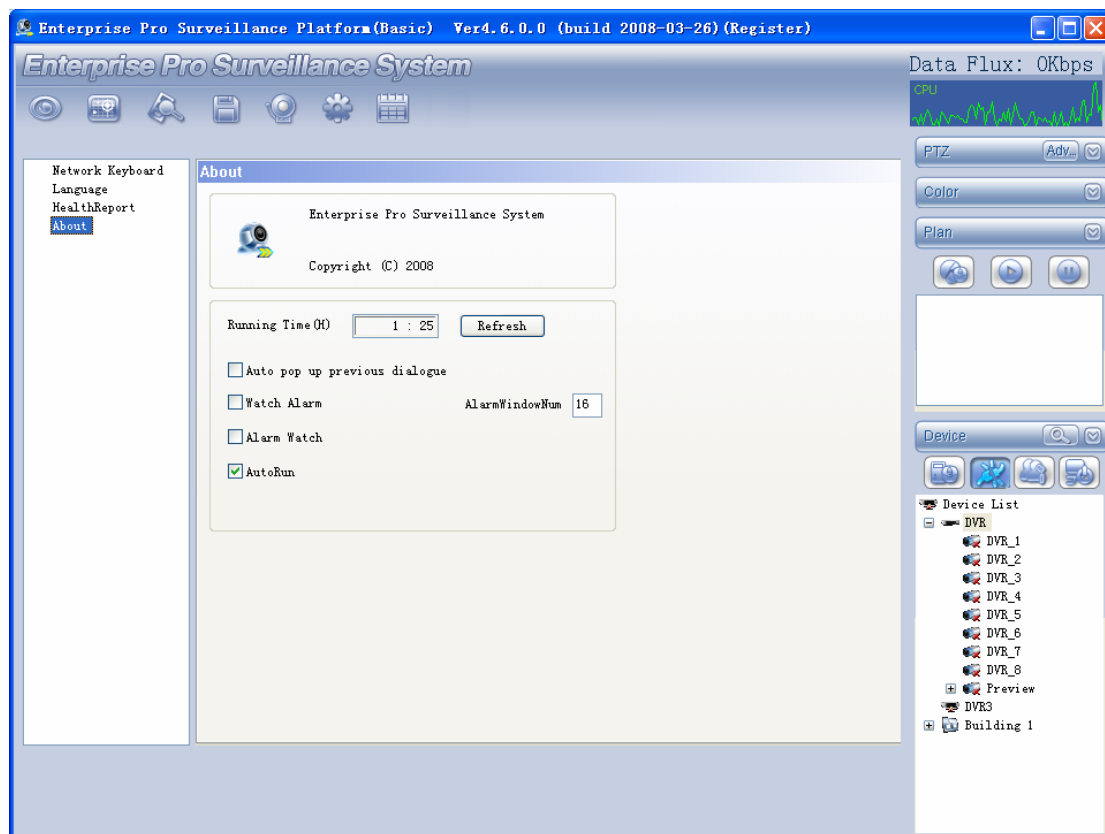 Enterprise Pro Surveillance Platform(Basic) Ver4.6.0.0 (build 2008-03-26)(Register)
Enterprise Pro Surveillance System
Data Flux: 0Kbps
CPU
PTZ
Adv...
Color
Plan
Network Keyboard
Language
HealthReport
About
About
Enterprise Pro Surveillance System
Copyright (C) 2008
Running Time(H) 1 : 25 Refresh
Auto pop up previous dialogue
Watch Alarm AlarmWindowNum 16
Alarm Watch
AutoRun
Device
Device List
DVR
DVR_1
DVR_2
DVR_3
DVR_4
DVR_5
DVR_6
DVR_7
DVR_8
Preview
DVR3
Building 1